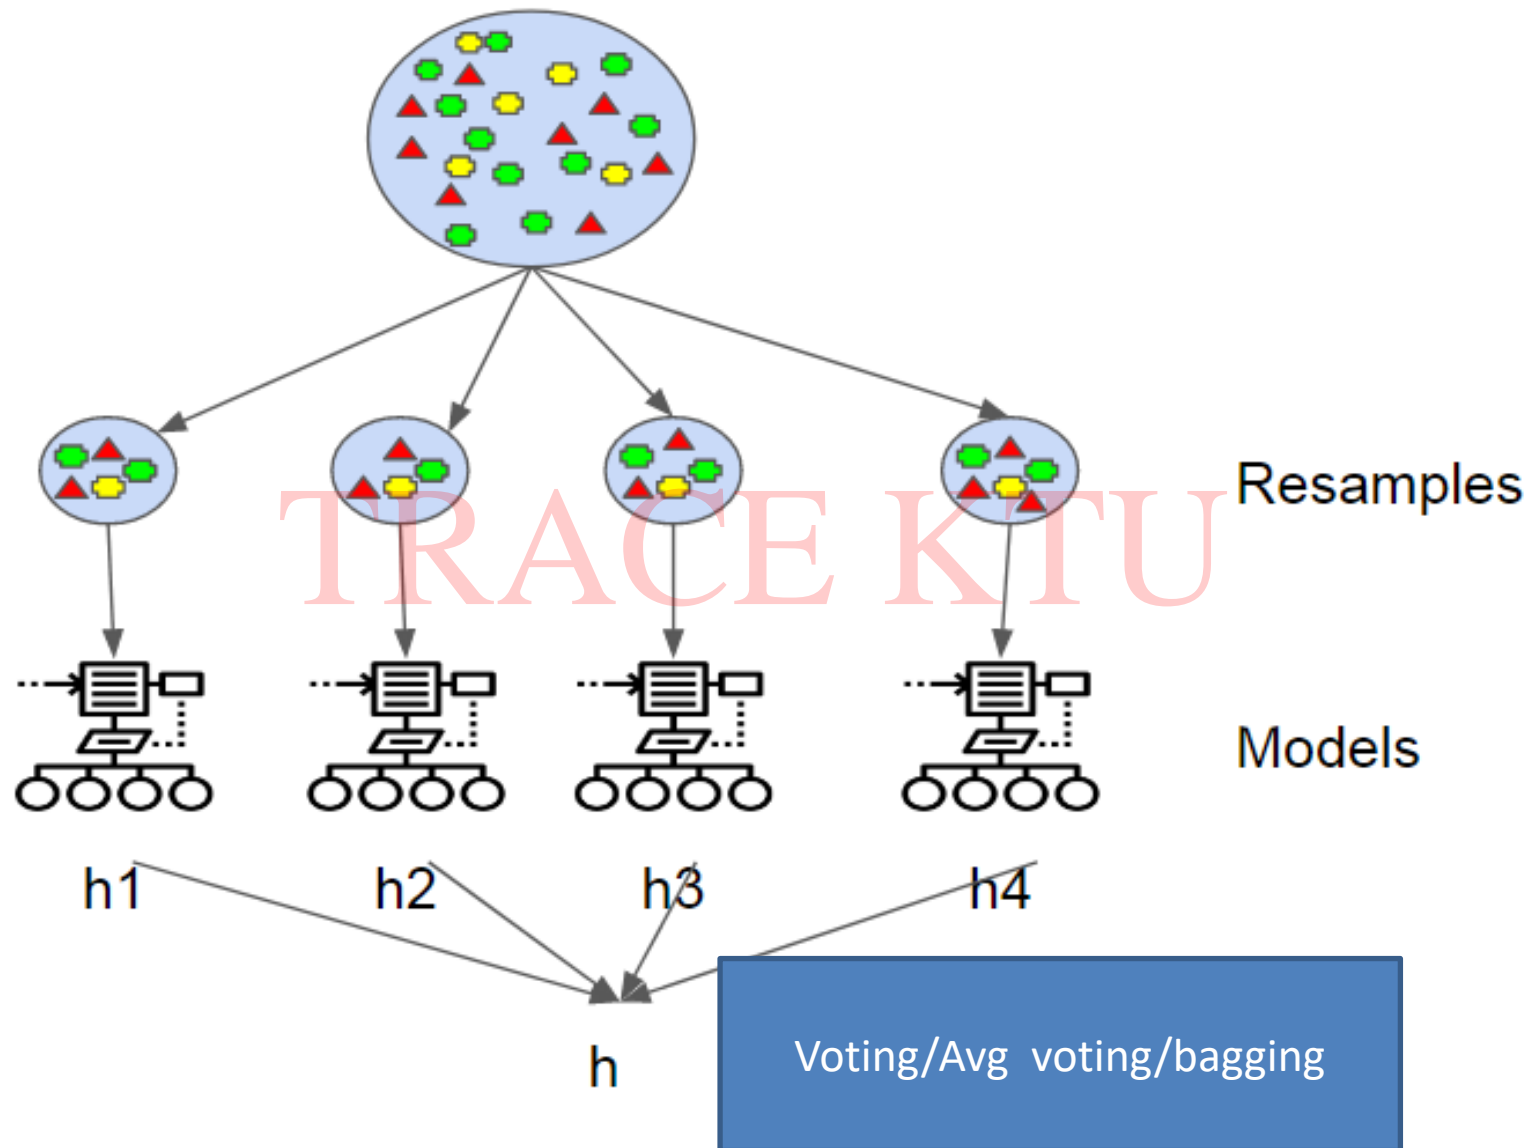 Resamples
TRACE KTU
Models
h1 h2 h3 h4
h
Voting/Avg voting/bagging